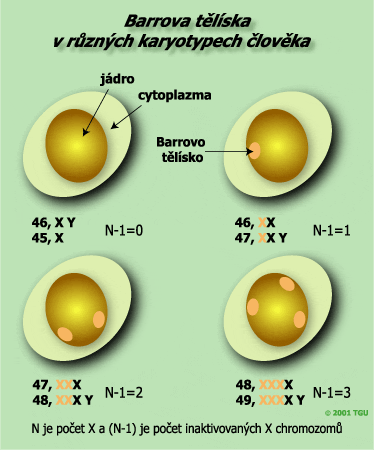 Barrova tělíska
v různých karyotypech člověka
jádro
cytoplazma
Barrovo
tělísko
46, X Y
45, X
N-1=0
46, XX
47, XX Y
N-1=1
47, XXX
48, XXX Y
N-1=2
48, XXXX
49, XXXX Y
N-1=3
© 2001 TGU
N je počet X a (N-1) je počet inaktivovaných X chromozomů